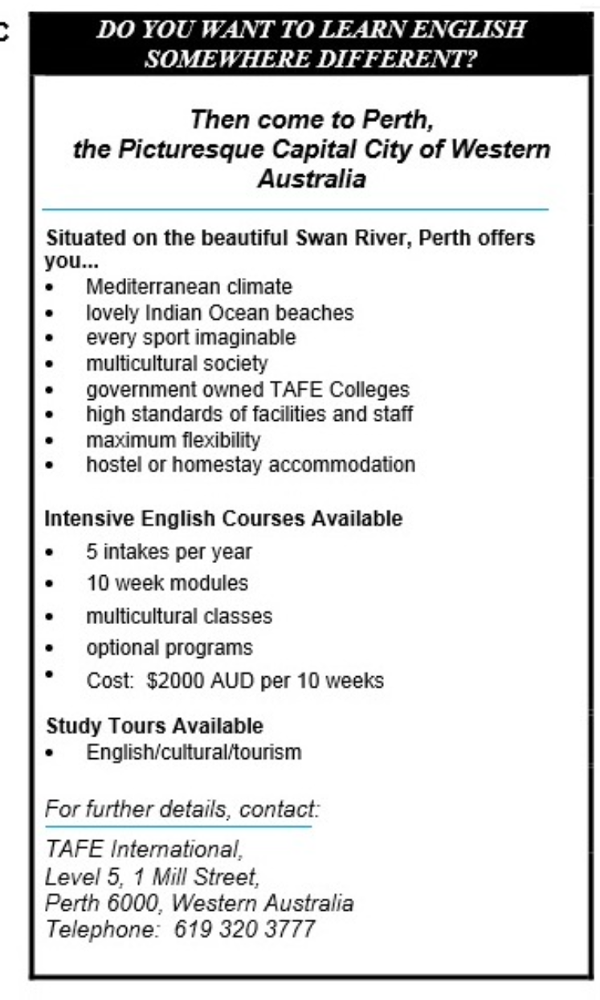 C
DO YOU WANT TO LEARN ENGLISH
SOMEWHERE DIFFERENT?
Then come to Perth,
the Picturesque Capital City of Western
Australia
Situated on the beautiful Swan River, Perth offers
you...
• Mediterranean climate
• lovely Indian Ocean beaches
• every sport imaginable
• multicultural society
• government owned TAFE Colleges
• high standards of facilities and staff
• maximum flexibility
• hostel or homestay accommodation
Intensive English Courses Available
• 5 intakes per year
• 10 week modules
• multicultural classes
• optional programs
• Cost: $2000 AUD per 10 weeks
Study Tours Available
• English/cultural/tourism
For further details, contact:
TAFE International,
Level 5, 1 Mill Street,
Perth 6000, Western Australia
Telephone: 619 320 3777